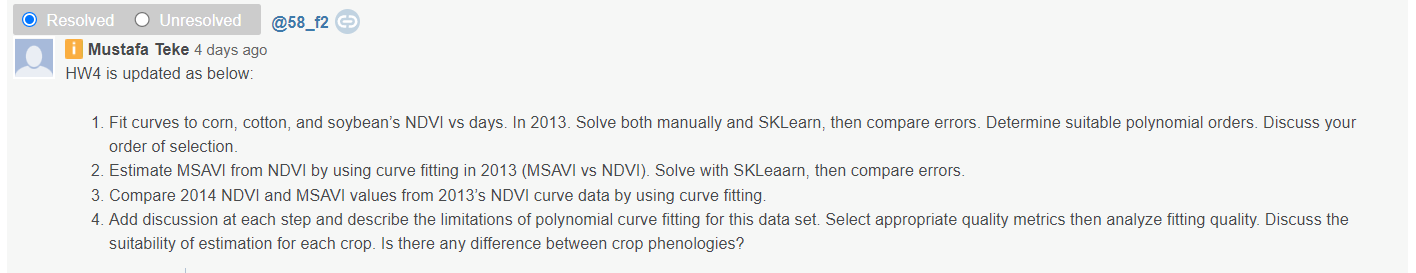 Resolved Unresolved @58_f2
i Mustafa Teke 4 days ago
HW4 is updated as below:
1. Fit curves to corn, cotton, and soybean’s NDVI vs days. In 2013. Solve both manually and SKLearn, then compare errors. Determine suitable polynomial orders. Discuss your
order of selection.
2. Estimate MSAVI from NDVI by using curve fitting in 2013 (MSAVI vs NDVI). Solve with SKLeaarn, then compare errors.
3. Compare 2014 NDVI and MSAVI values from 2013’s NDVI curve data by using curve fitting.
4. Add discussion at each step and describe the limitations of polynomial curve fitting for this data set. Select appropriate quality metrics then analyze fitting quality. Discuss the
suitability of estimation for each crop. Is there any difference between crop phenologies?